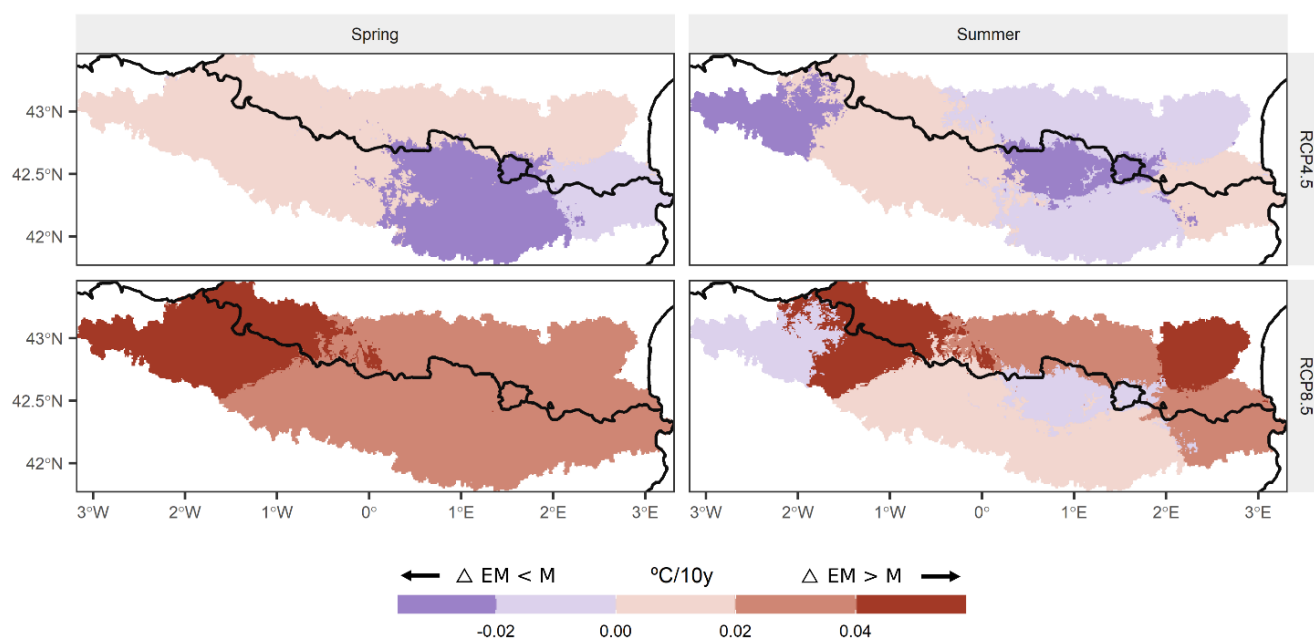 Spring Summer
43°N
42.5°N
42°N
RCP4.5
43°N
42.5°N
42°N
RCP8.5
3°W 2°W 1°W 0° 1°E 2°E 3°E 3°W 2°W 1°W 0° 1°E 2°E 3°E
← △ EM < M ºC/10y △ EM > M →
-0.02 0.00 0.02 0.04